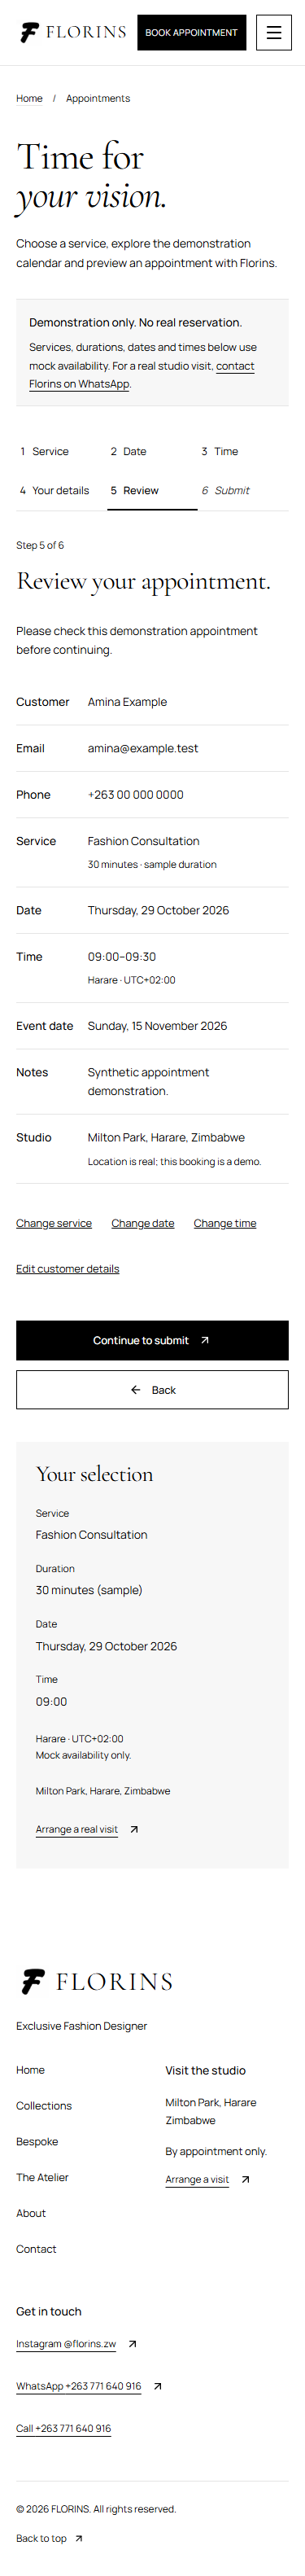 FLORINS
BOOK APPOINTMENT
Home / Appointments
Time for
your vision.
Choose a service, explore the demonstration
calendar and preview an appointment with Florins.
Demonstration only. No real reservation.
Services, durations, dates and times below use
mock availability. For a real studio visit, contact
Florins on WhatsApp.
1 Service 2 Date 3 Time
4 Your details 5 Review 6 Submit
Step 5 of 6
Review your appointment.
Please check this demonstration appointment
before continuing.
Customer Amina Example
Email amina@example.test
Phone +263 00 000 0000
Service Fashion Consultation
30 minutes · sample duration
Date Thursday, 29 October 2026
Time 09:00–09:30
Harare · UTC+02:00
Event date Sunday, 15 November 2026
Notes Synthetic appointment
demonstration.
Studio Milton Park, Harare, Zimbabwe
Location is real; this booking is a demo.
Change service Change date Change time
Edit customer details
Continue to submit
Back
Your selection
Service
Fashion Consultation
Duration
30 minutes (sample)
Date
Thursday, 29 October 2026
Time
09:00
Harare · UTC+02:00
Mock availability only.
Milton Park, Harare, Zimbabwe
Arrange a real visit
FLORINS
Exclusive Fashion Designer
Home
Collections
Bespoke
The Atelier
About
Contact
Visit the studio
Milton Park, Harare
Zimbabwe
By appointment only.
Arrange a visit
Get in touch
Instagram @florins.zw
WhatsApp +263 771 640 916
Call +263 771 640 916
© 2026 FLORINS. All rights reserved.
Back to top